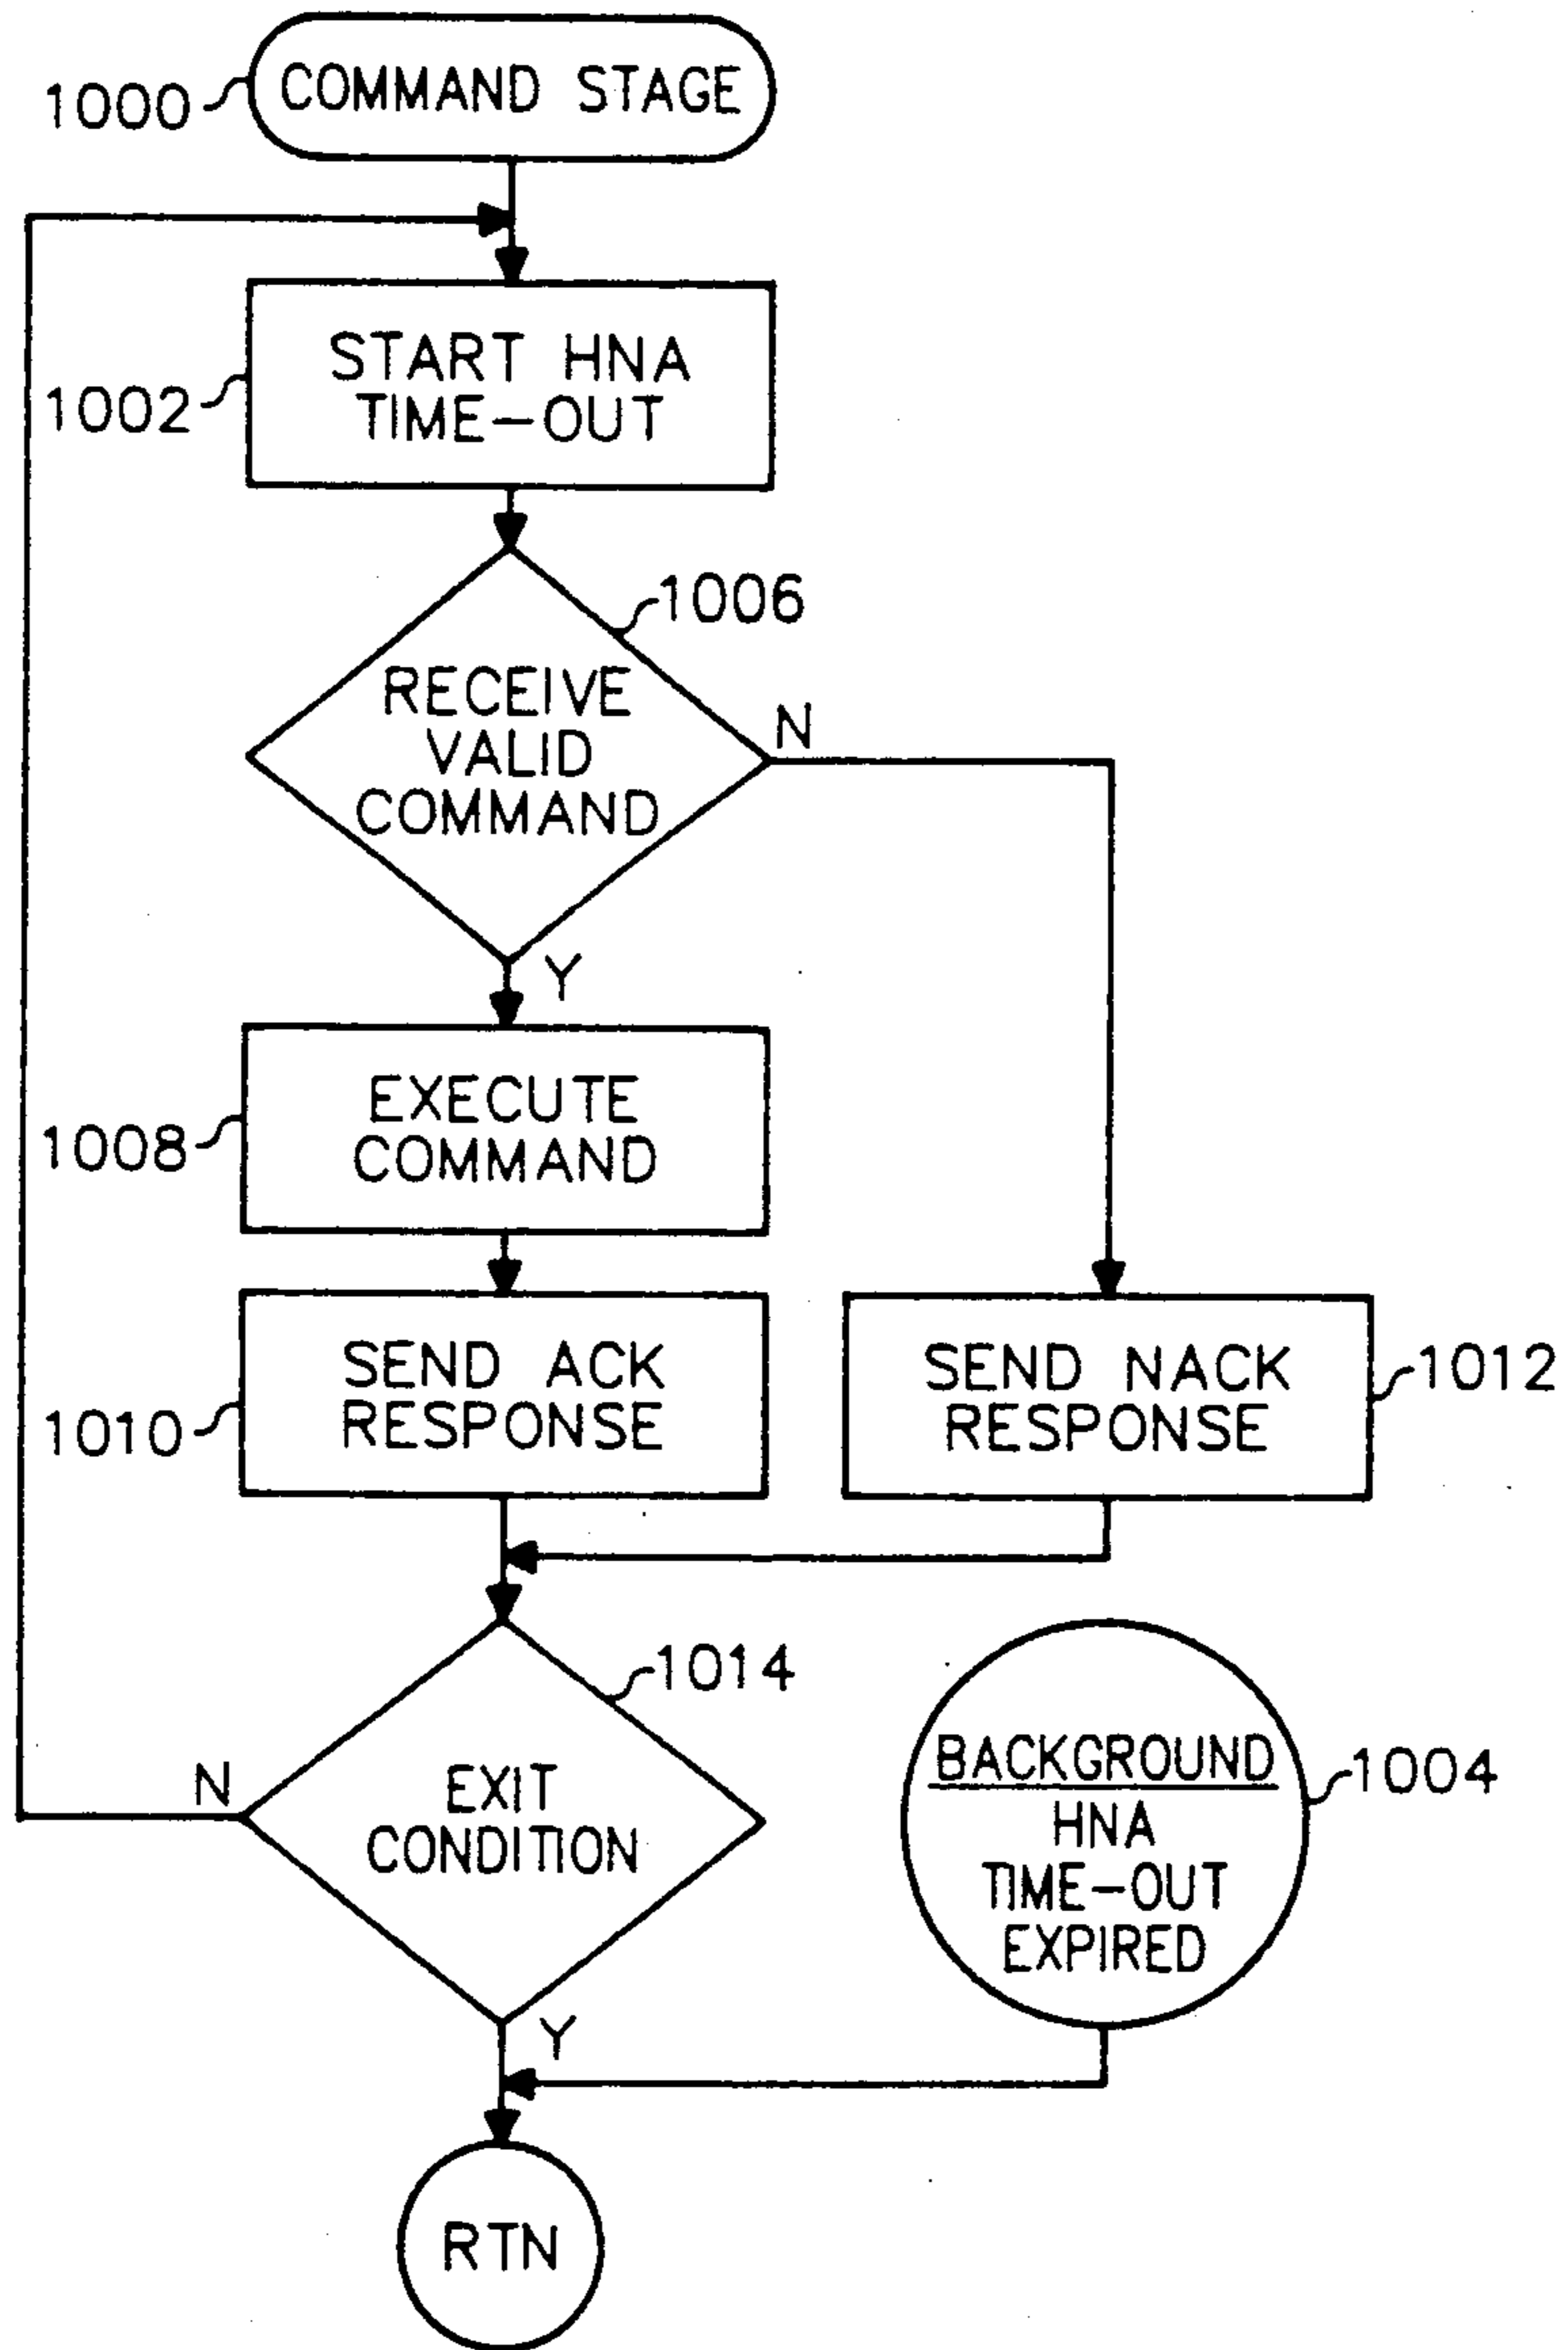 COMMAND STAGE
1000
START HNA
TIME-OUT
1002
1006
RECEIVE
VALID
COMMAND
N
Y
EXECUTE
COMMAND
1008
SEND ACK
RESPONSE
1010
SEND NACK
RESPONSE
1012
1014
EXIT
CONDITION
N
Y
BACKGROUND
HNA
TIME-OUT
EXPIRED
1004
RTN